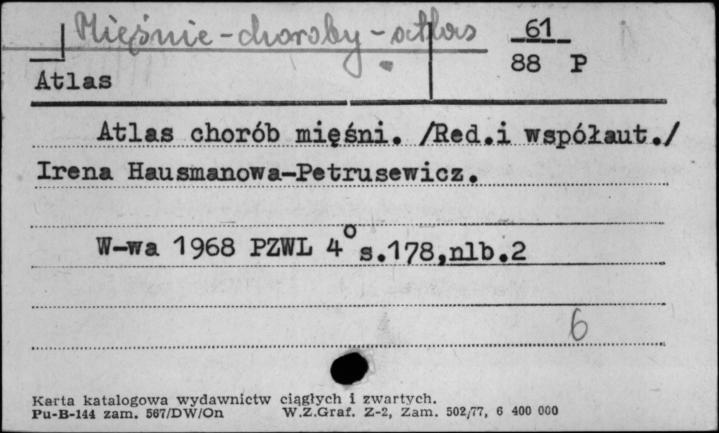 Mięśnie-choroby-atlas
61
88 P
Atlas
Atlas chorób mięśni. /Red.i współaut./
Irena Hausmanowa-Petrusewicz.
W-wa 1968 PZWL 4° s.178,nlb.2
6
Karta katalogowa wydawnictw ciągłych i zwartych.
Pu-B-144 zam. 567/DW/On W.Z.Graf. Z-2, Zam. 502/77, 6 400 000